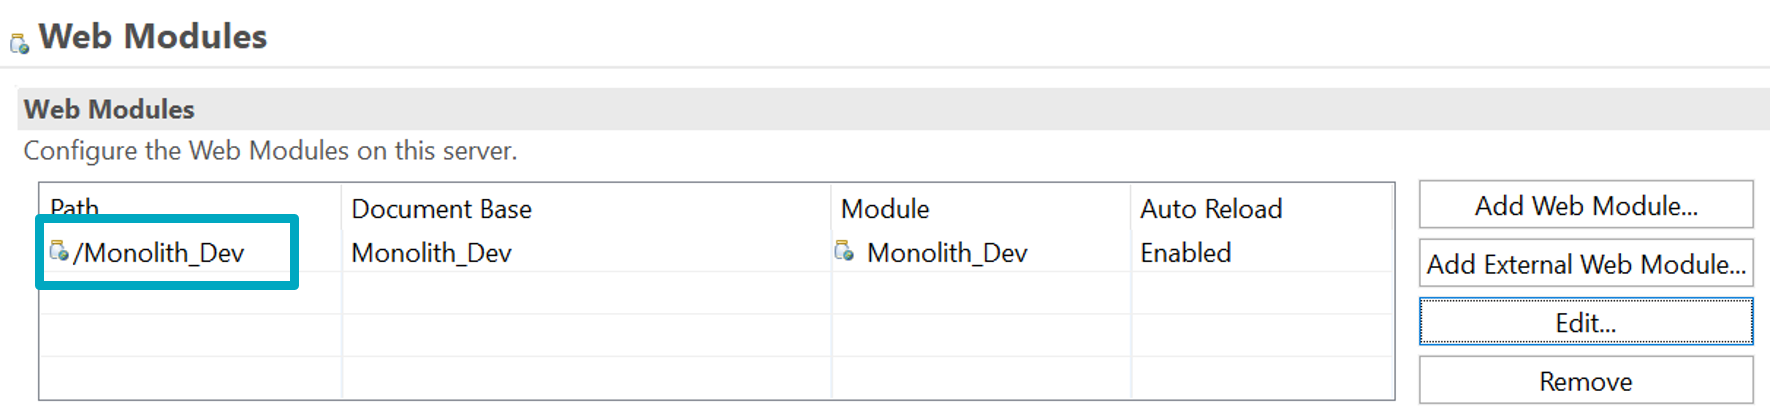 Web Modules
Web Modules
Configure the Web Modules on this server.
Path Document Base Module Auto Reload
/Monolith_Dev Monolith_Dev Monolith_Dev Enabled
Add Web Module...
Add External Web Module...
Edit...
Remove